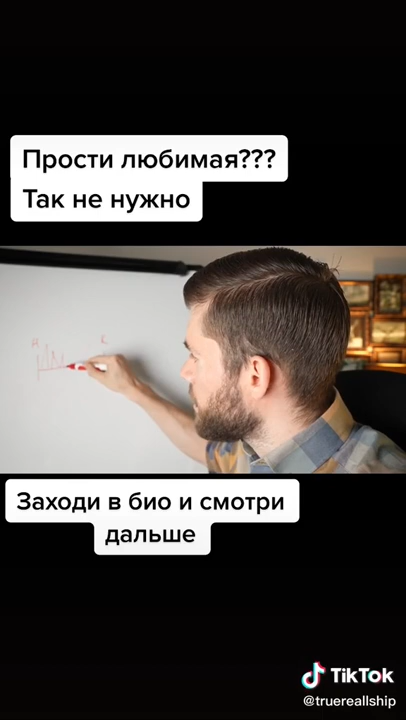 Прости любимая???
Так не нужно
Заходи в био и смотри
дальше
TikTok
@truereallship